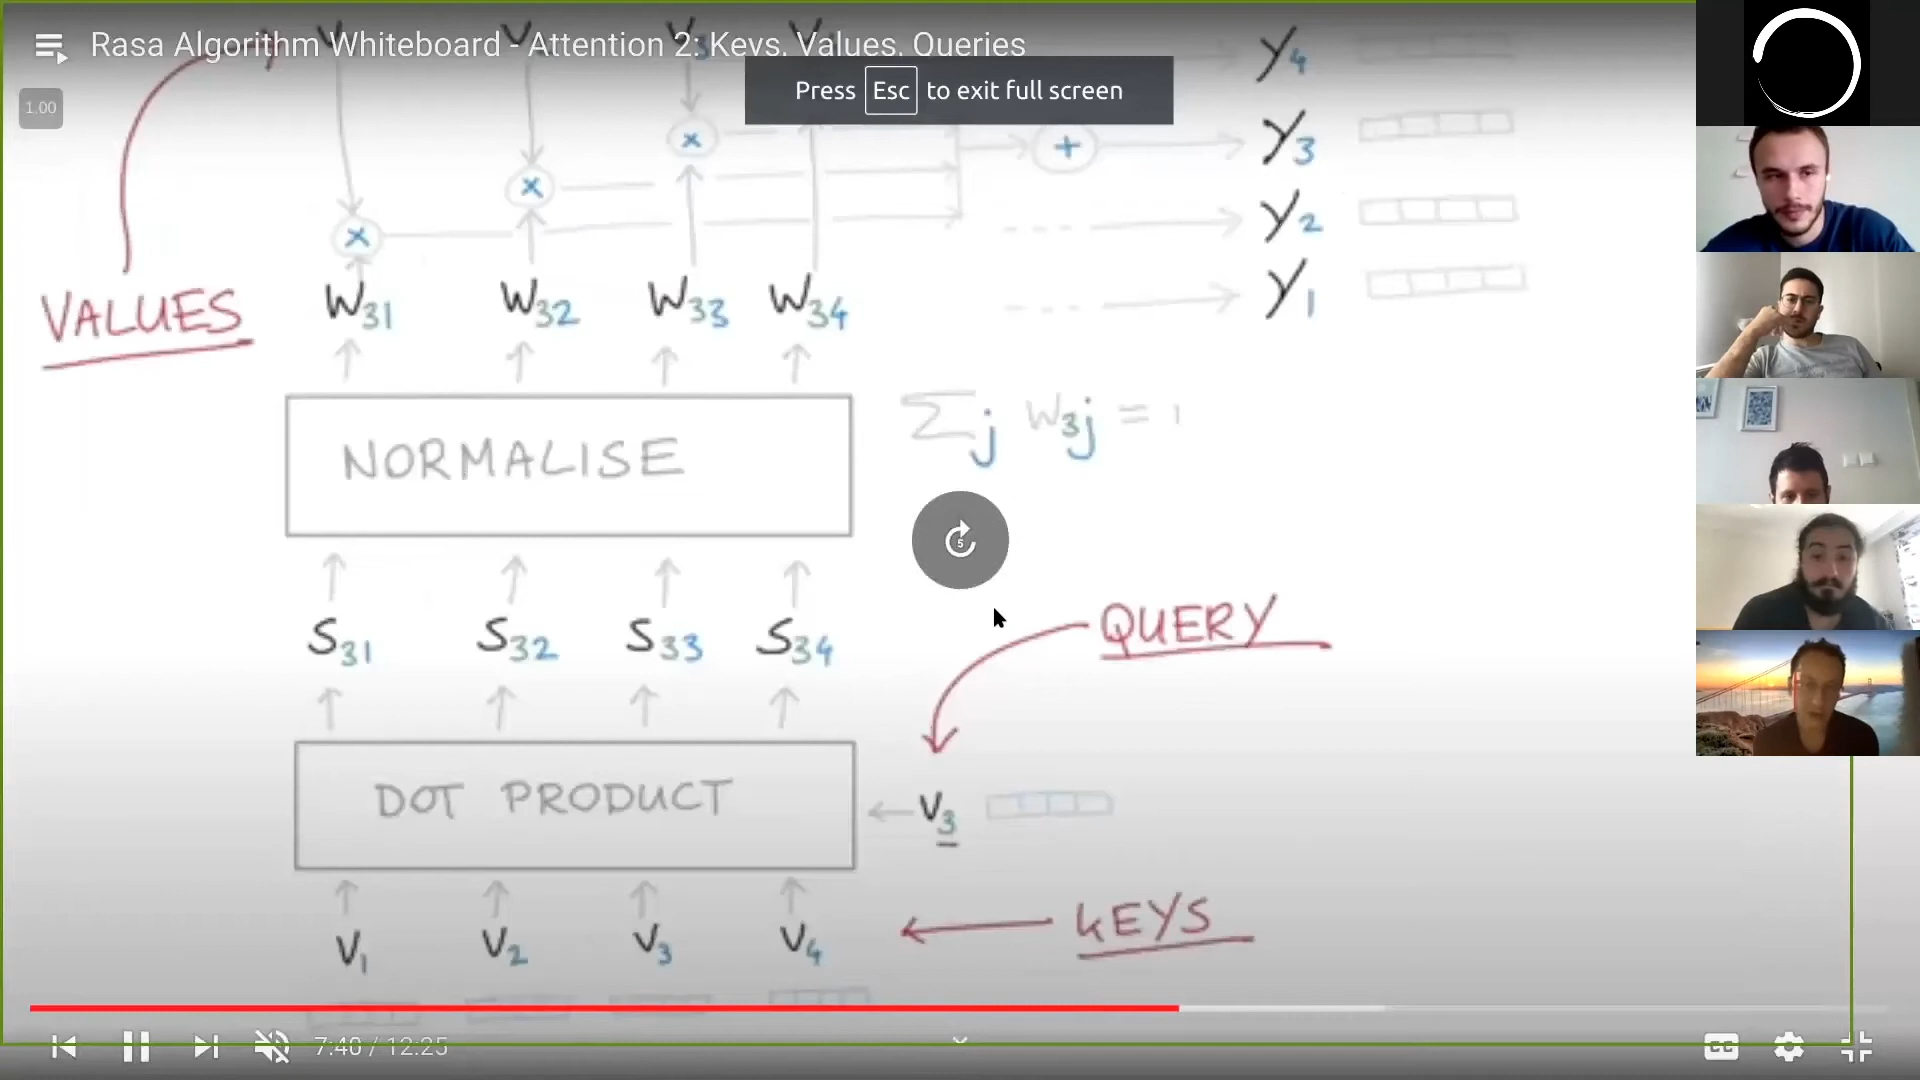 Rasa Algorithm Whiteboard - Attention 2: Keys, Values, Queries
Press Esc to exit full screen
1.00
y4
× + y3
× y2
× y1
VALUES
W31 W32 W33 W34
NORMALISE
Σj W3j = 1
5
QUERY
S31 S32 S33 S34
DOT PRODUCT
V3
V1 V2 V3 V4
KEYS
7:40 / 12:25
CC